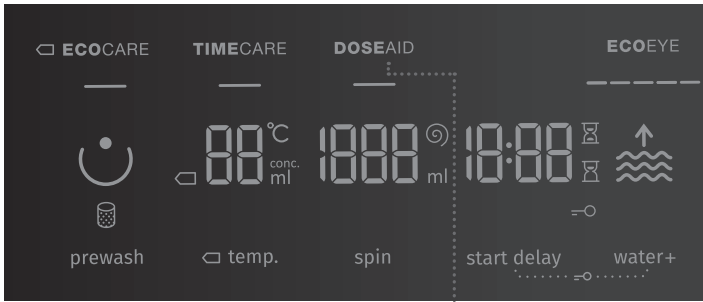 ECOCARE TIMECARE DOSEAID ECOEYE
88 °C conc. ml 1888 ml 18:88
prewash temp. spin start delay water+